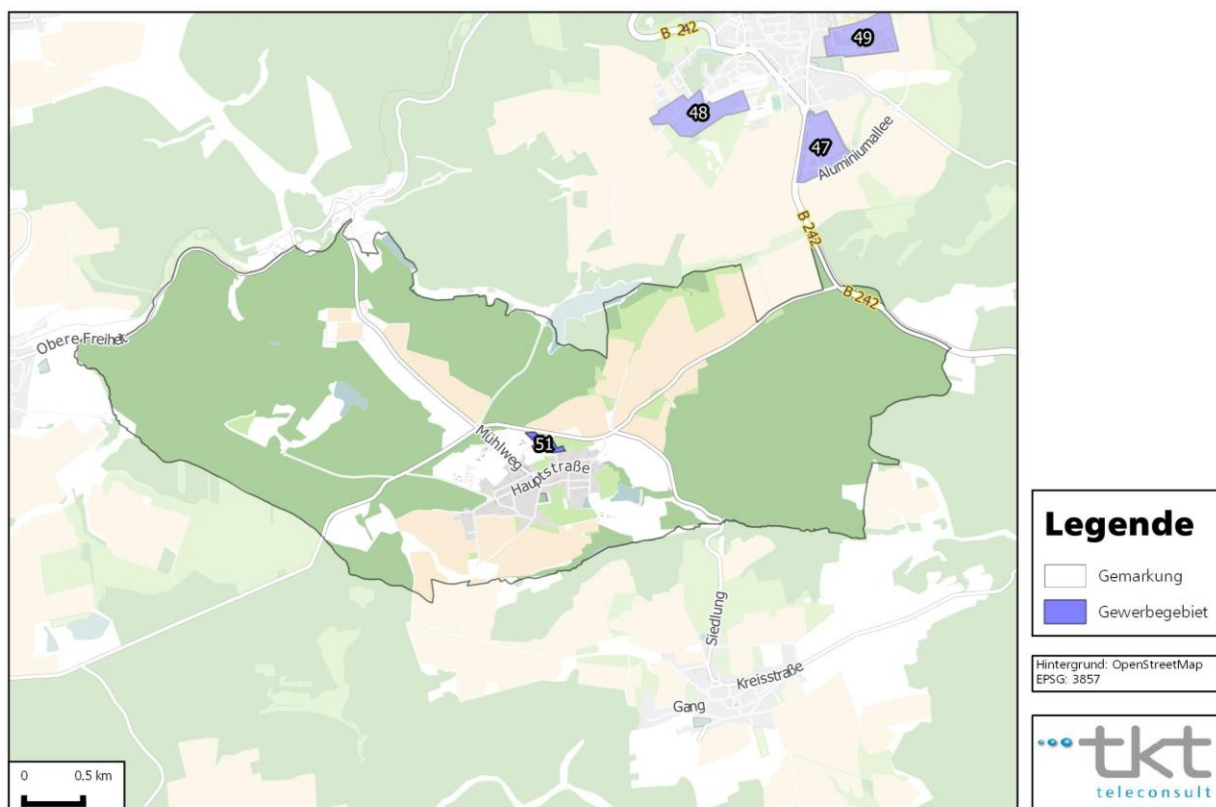 B 242
49
48
47
Aluminiumallee
B 242
B 242
Obere Freiheit
51
Mühlweg
Hauptstraße
Siedlung
Kreisstraße
Gang
0 0.5 km
Legende
Gemarkung
Gewerbegebiet
Hintergrund: OpenStreetMap
EPSG: 3857
tkt
teleconsult